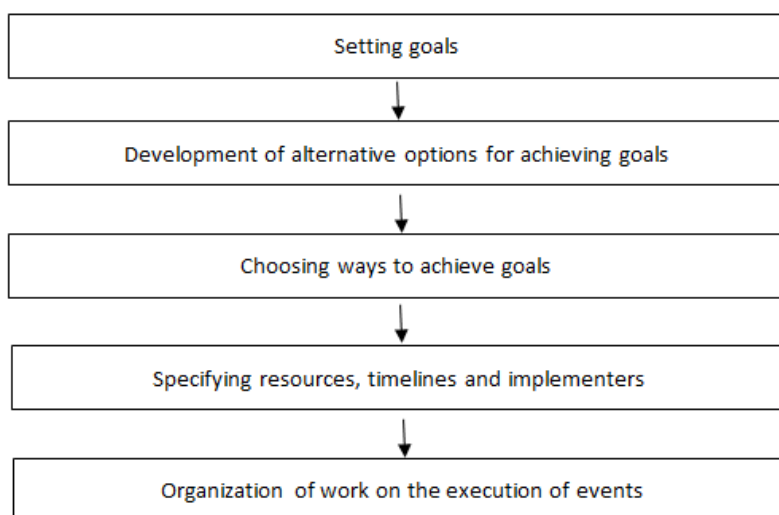 Setting goals
Development of alternative options for achieving goals
Choosing ways to achieve goals
Specifying resources, timelines and implementers
Organization of work on the execution of events